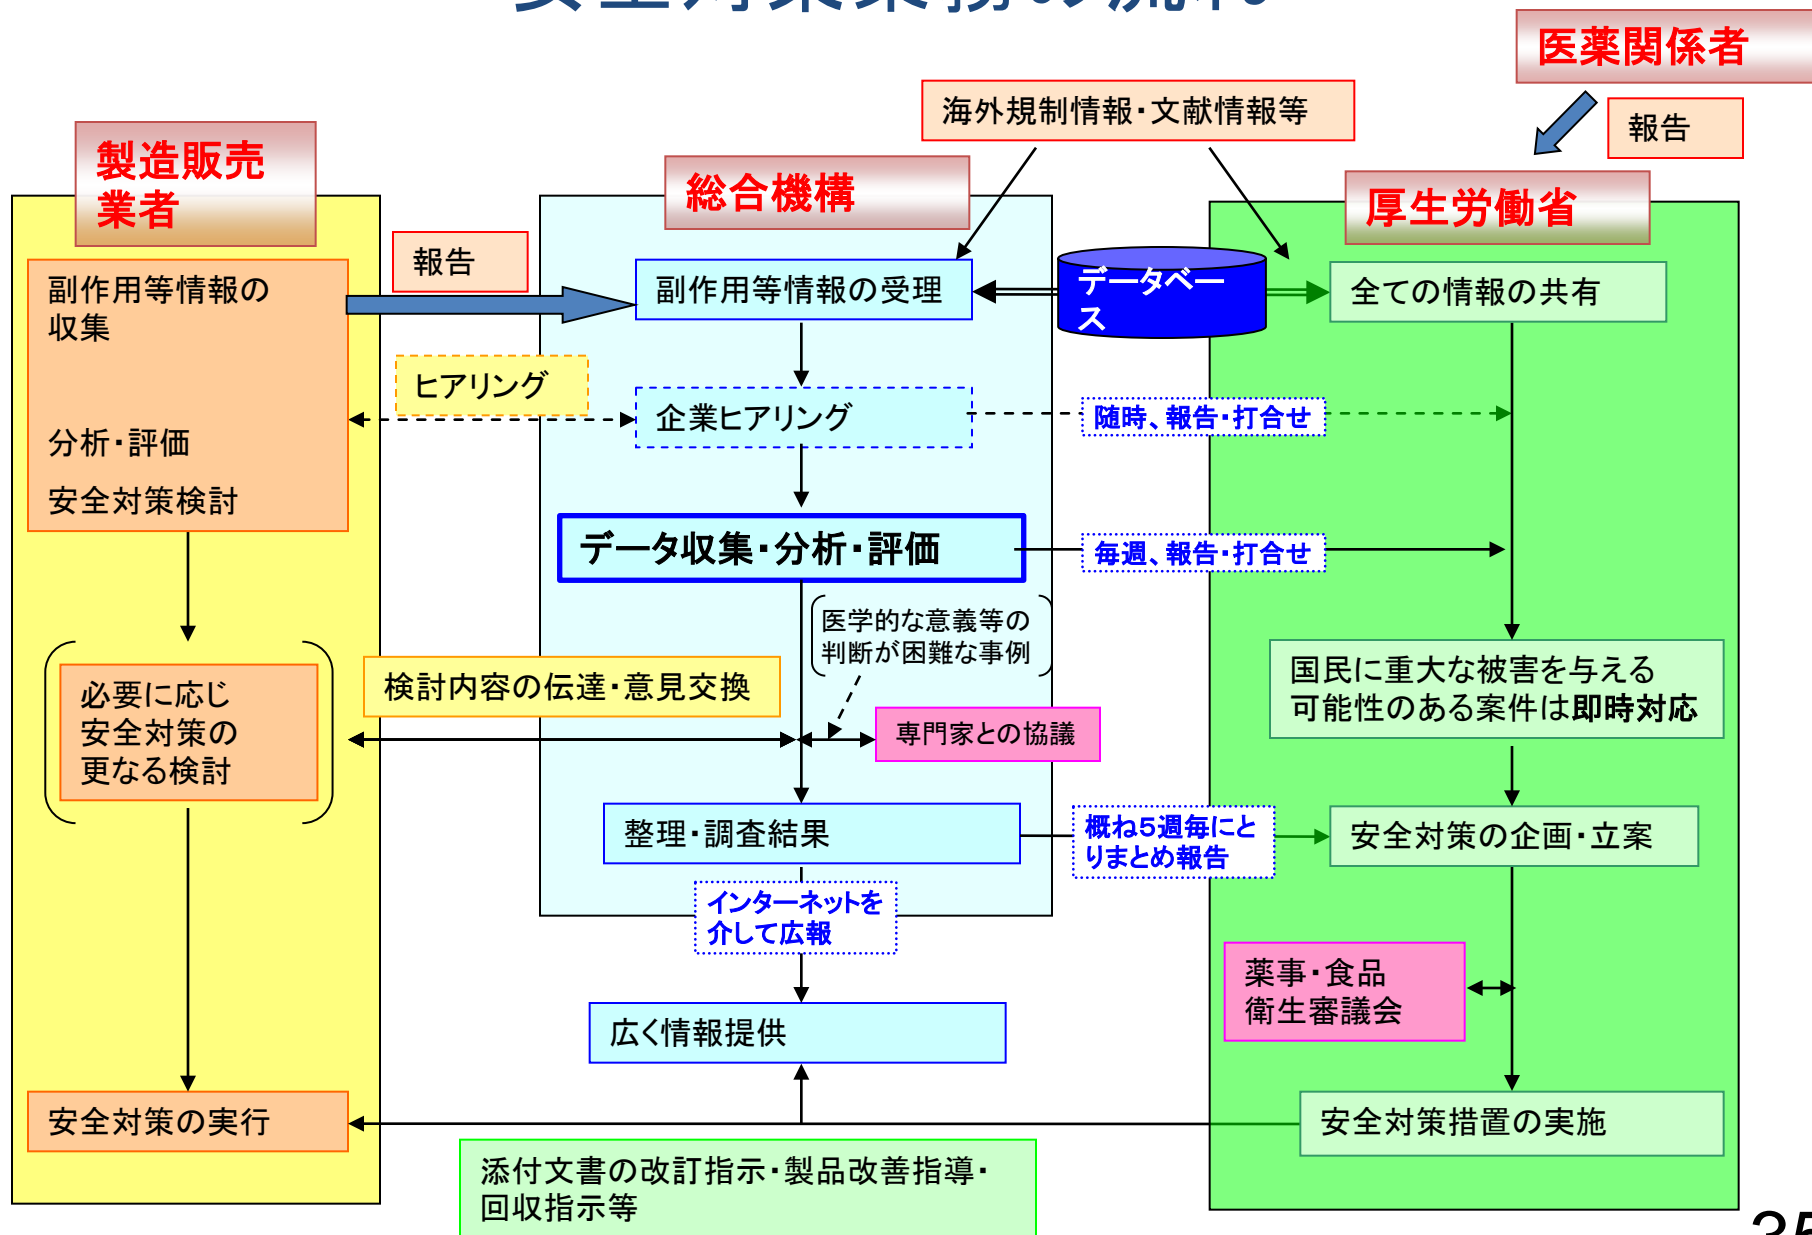 安全対策業務の流れ
医薬関係者
報告
海外規制情報・文献情報等
製造販売
業者
総合機構
厚生労働省
報告
副作用等情報の
収集
分析・評価
安全対策検討
副作用等情報の受理
データベー
ス
全ての情報の共有
ヒアリング
企業ヒアリング
随時、報告・打合せ
データ収集・分析・評価
毎週、報告・打合せ
医学的な意義等の
判断が困難な事例
必要に応じ
安全対策の
更なる検討
検討内容の伝達・意見交換
専門家との協議
国民に重大な被害を与える
可能性のある案件は即時対応
整理・調査結果
概ね5週毎にと
りまとめ報告
安全対策の企画・立案
インターネットを
介して広報
薬事・食品
衛生審議会
広く情報提供
安全対策の実行
安全対策措置の実施
添付文書の改訂指示・製品改善指導・
回収指示等
35